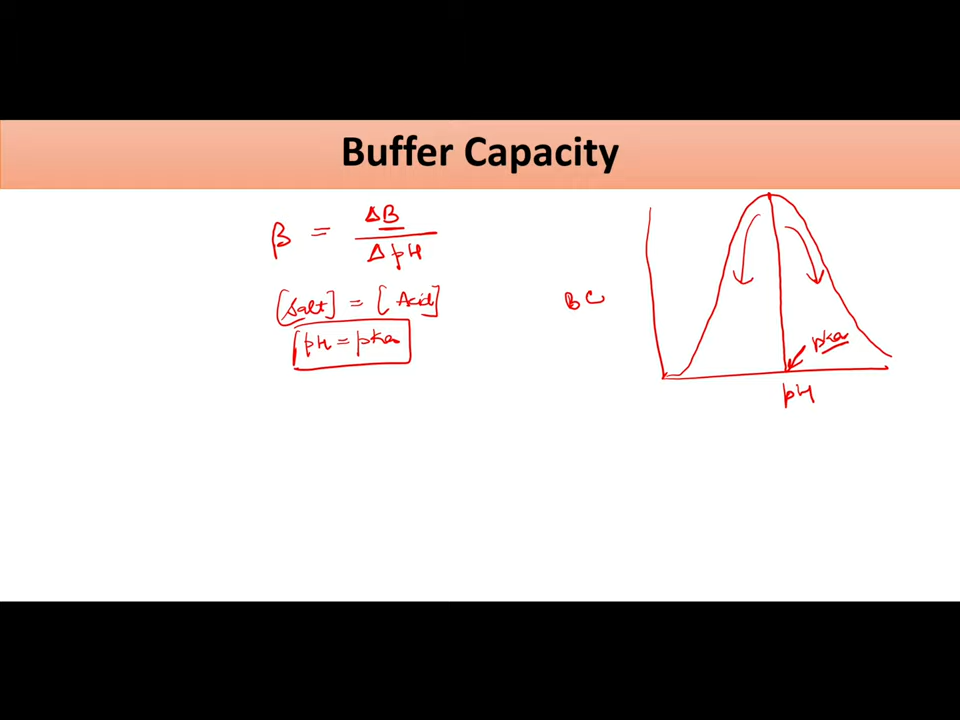 Buffer Capacity
β = ΔB / ΔpH
[Salt] = [Acid]
pH = pKa
BC
pKa
pH